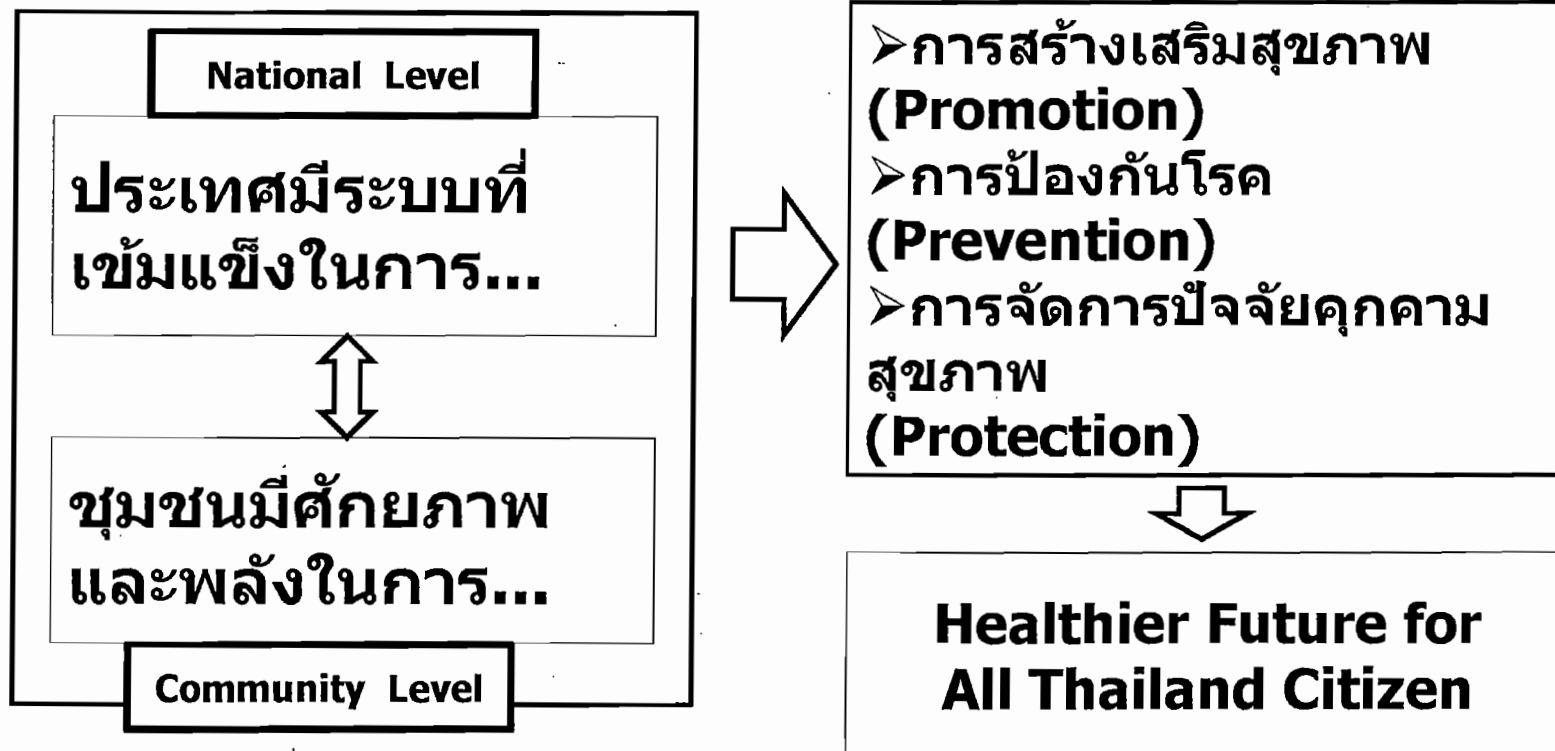 National Level
ประเทศมีระบบที่
เข้มแข็งในการ...
ชุมชนมีศักยภาพ
และพลังในการ...
Community Level
➢การสร้างเสริมสุขภาพ
(Promotion)
➢การป้องกันโรค
(Prevention)
➢การจัดการปัจจัยคุกคาม
สุขภาพ
(Protection)
Healthier Future for
All Thailand Citizen